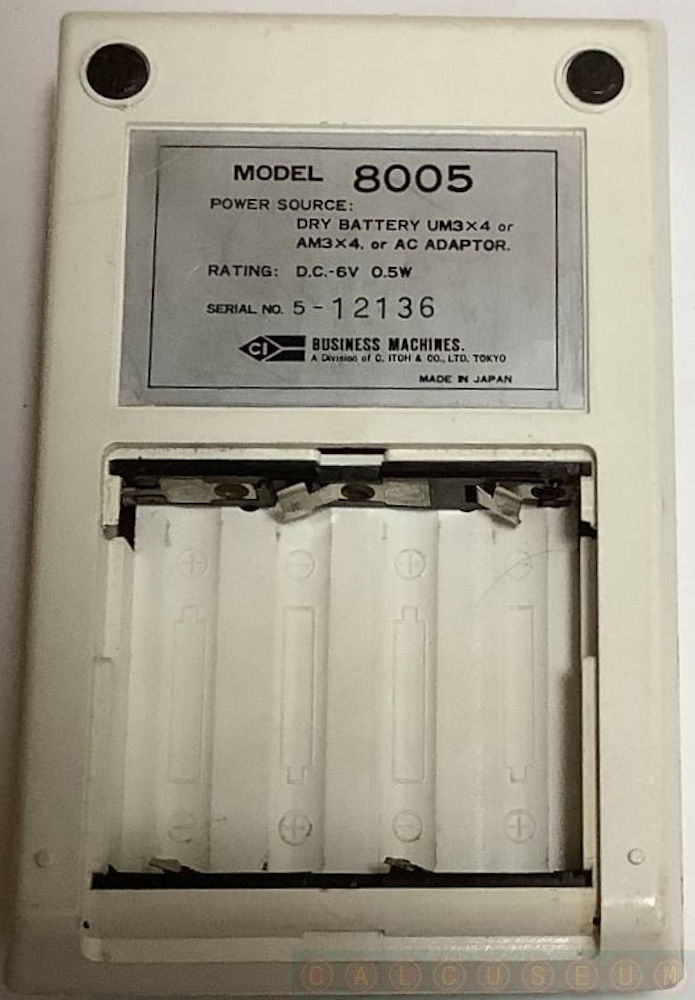 MODEL 8005
POWER SOURCE:
DRY BATTERY UM3×4 or
AM3×4. or AC ADAPTOR.
RATING: D.C.-6V 0.5W
SERIAL NO. 5-12136
CI BUSINESS MACHINES.
A Division of C. ITOH & CO., LTD. TOKYO
MADE IN JAPAN
+ − + −
− + − +
CALCUSEUM